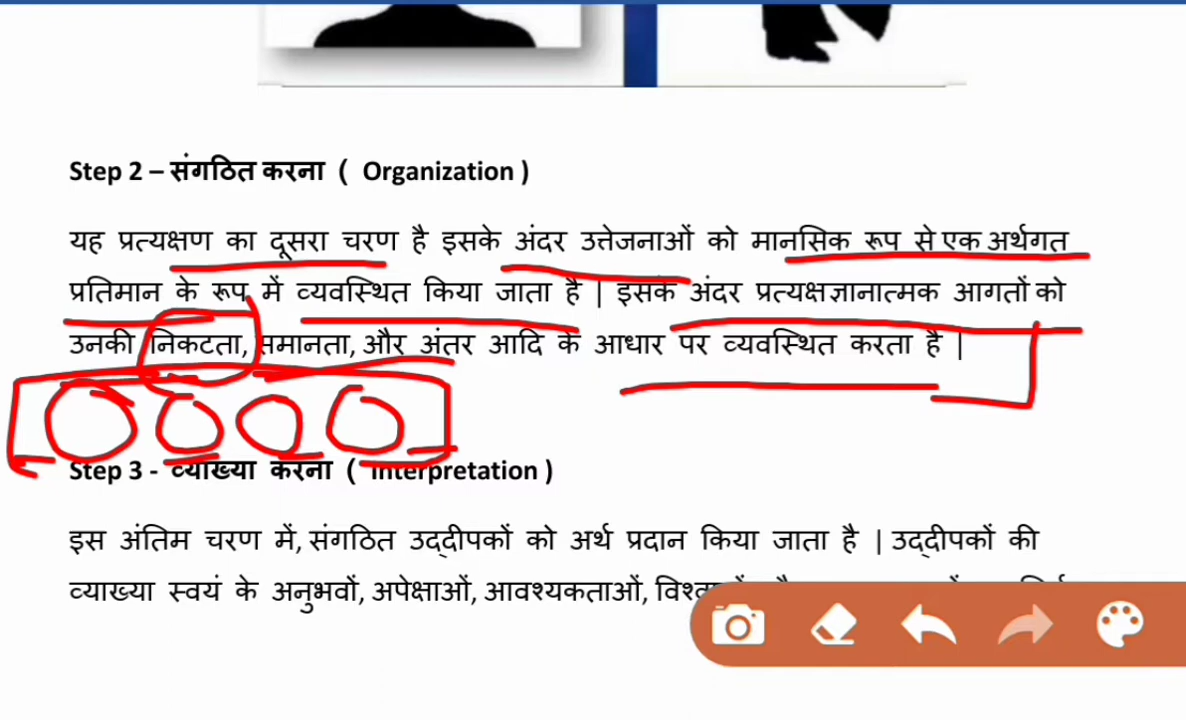 Step 2 – संगठित करना ( Organization )
यह प्रत्यक्षण का दूसरा चरण है इसके अंदर उत्तेजनाओं को मानसिक रूप से एक अर्थगत
प्रतिमान के रूप में व्यवस्थित किया जाता है | इसके अंदर प्रत्यक्षज्ञानात्मक आगतों को
उनकी निकटता, समानता, और अंतर आदि के आधार पर व्यवस्थित करता है |
Step 3 - व्याख्या करना ( Interpretation )
इस अंतिम चरण में, संगठित उद्दीपकों को अर्थ प्रदान किया जाता है | उद्दीपकों की
व्याख्या स्वयं के अनुभवों, अपेक्षाओं, आवश्यकताओं,